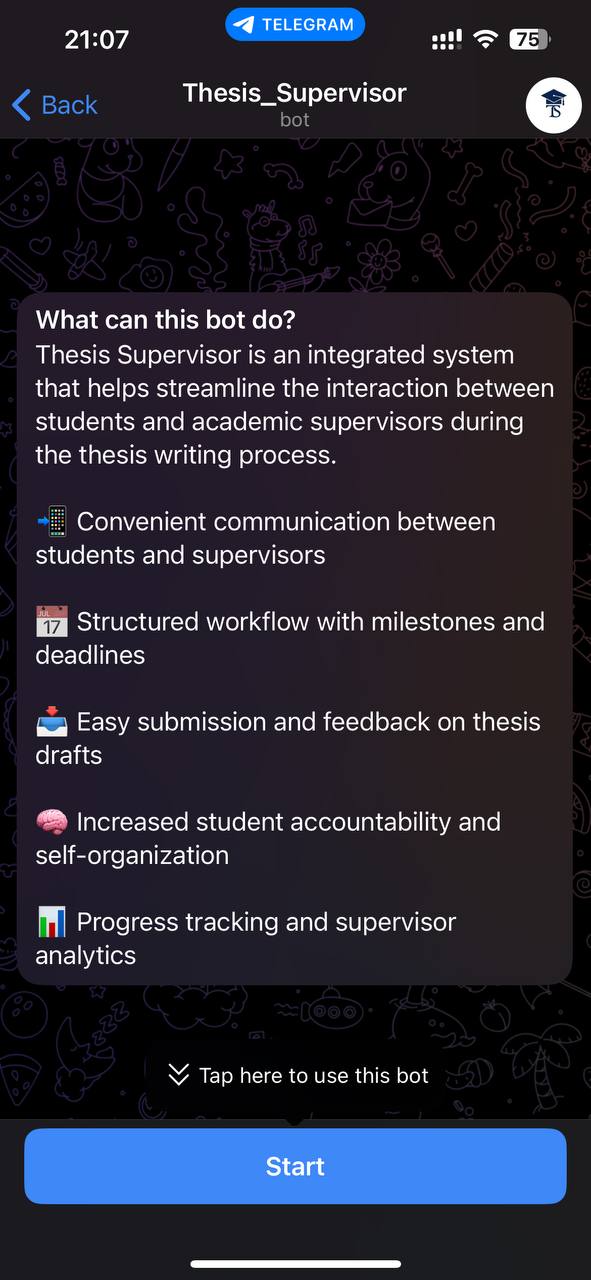 21:07
TELEGRAM
75
Back
Thesis_Supervisor
bot
TS
What can this bot do?
Thesis Supervisor is an integrated system
that helps streamline the interaction between
students and academic supervisors during
the thesis writing process.
📲 Convenient communication between
students and supervisors
JUL
17
Structured workflow with milestones and
deadlines
📥 Easy submission and feedback on thesis
drafts
🧠 Increased student accountability and
self-organization
📊 Progress tracking and supervisor
analytics
Tap here to use this bot
Start